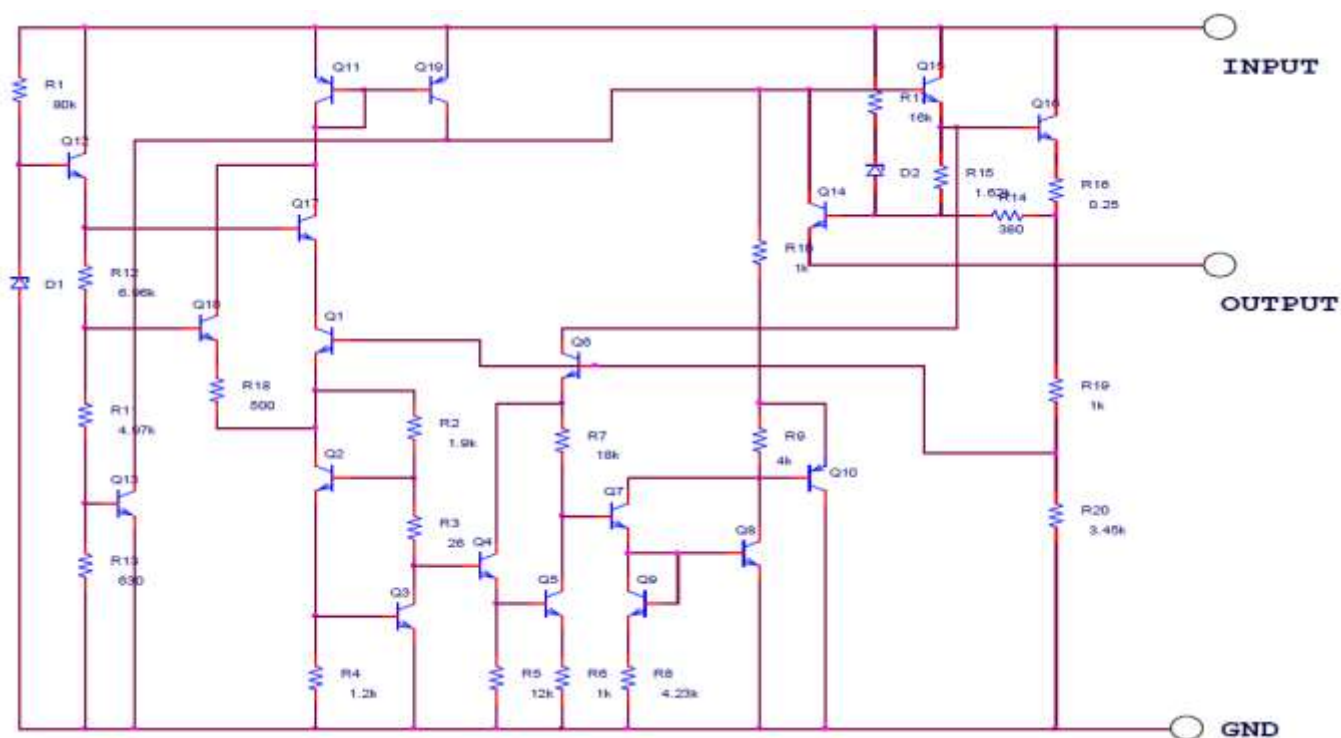 Q11
Q19
Q15
INPUT
R1
80k
R17
16k
Q16
Q12
D2
R15
1.62k
R16
0.25
Q14
R14
380
Q17
R10
1k
OUTPUT
D1
R12
6.96k
Q18
Q1
Q6
R18
500
R19
1k
R11
4.97k
R2
1.9k
R7
18k
R9
4k
Q2
Q10
Q13
Q7
R3
26
Q4
Q8
R20
3.45k
R13
630
Q5
Q9
Q3
R4
1.2k
R5
12k
R6
1k
R8
4.23k
GND